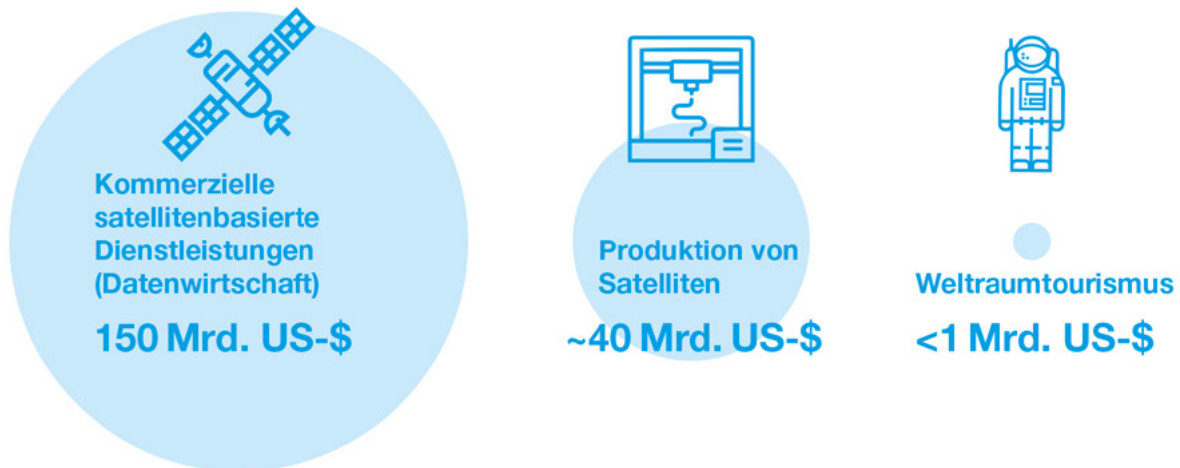 Kommerzielle
satellitenbasierte
Dienstleistungen
(Datenwirtschaft)
150 Mrd. US-$
Produktion von
Satelliten
~40 Mrd. US-$
Weltraumtourismus
<1 Mrd. US-$